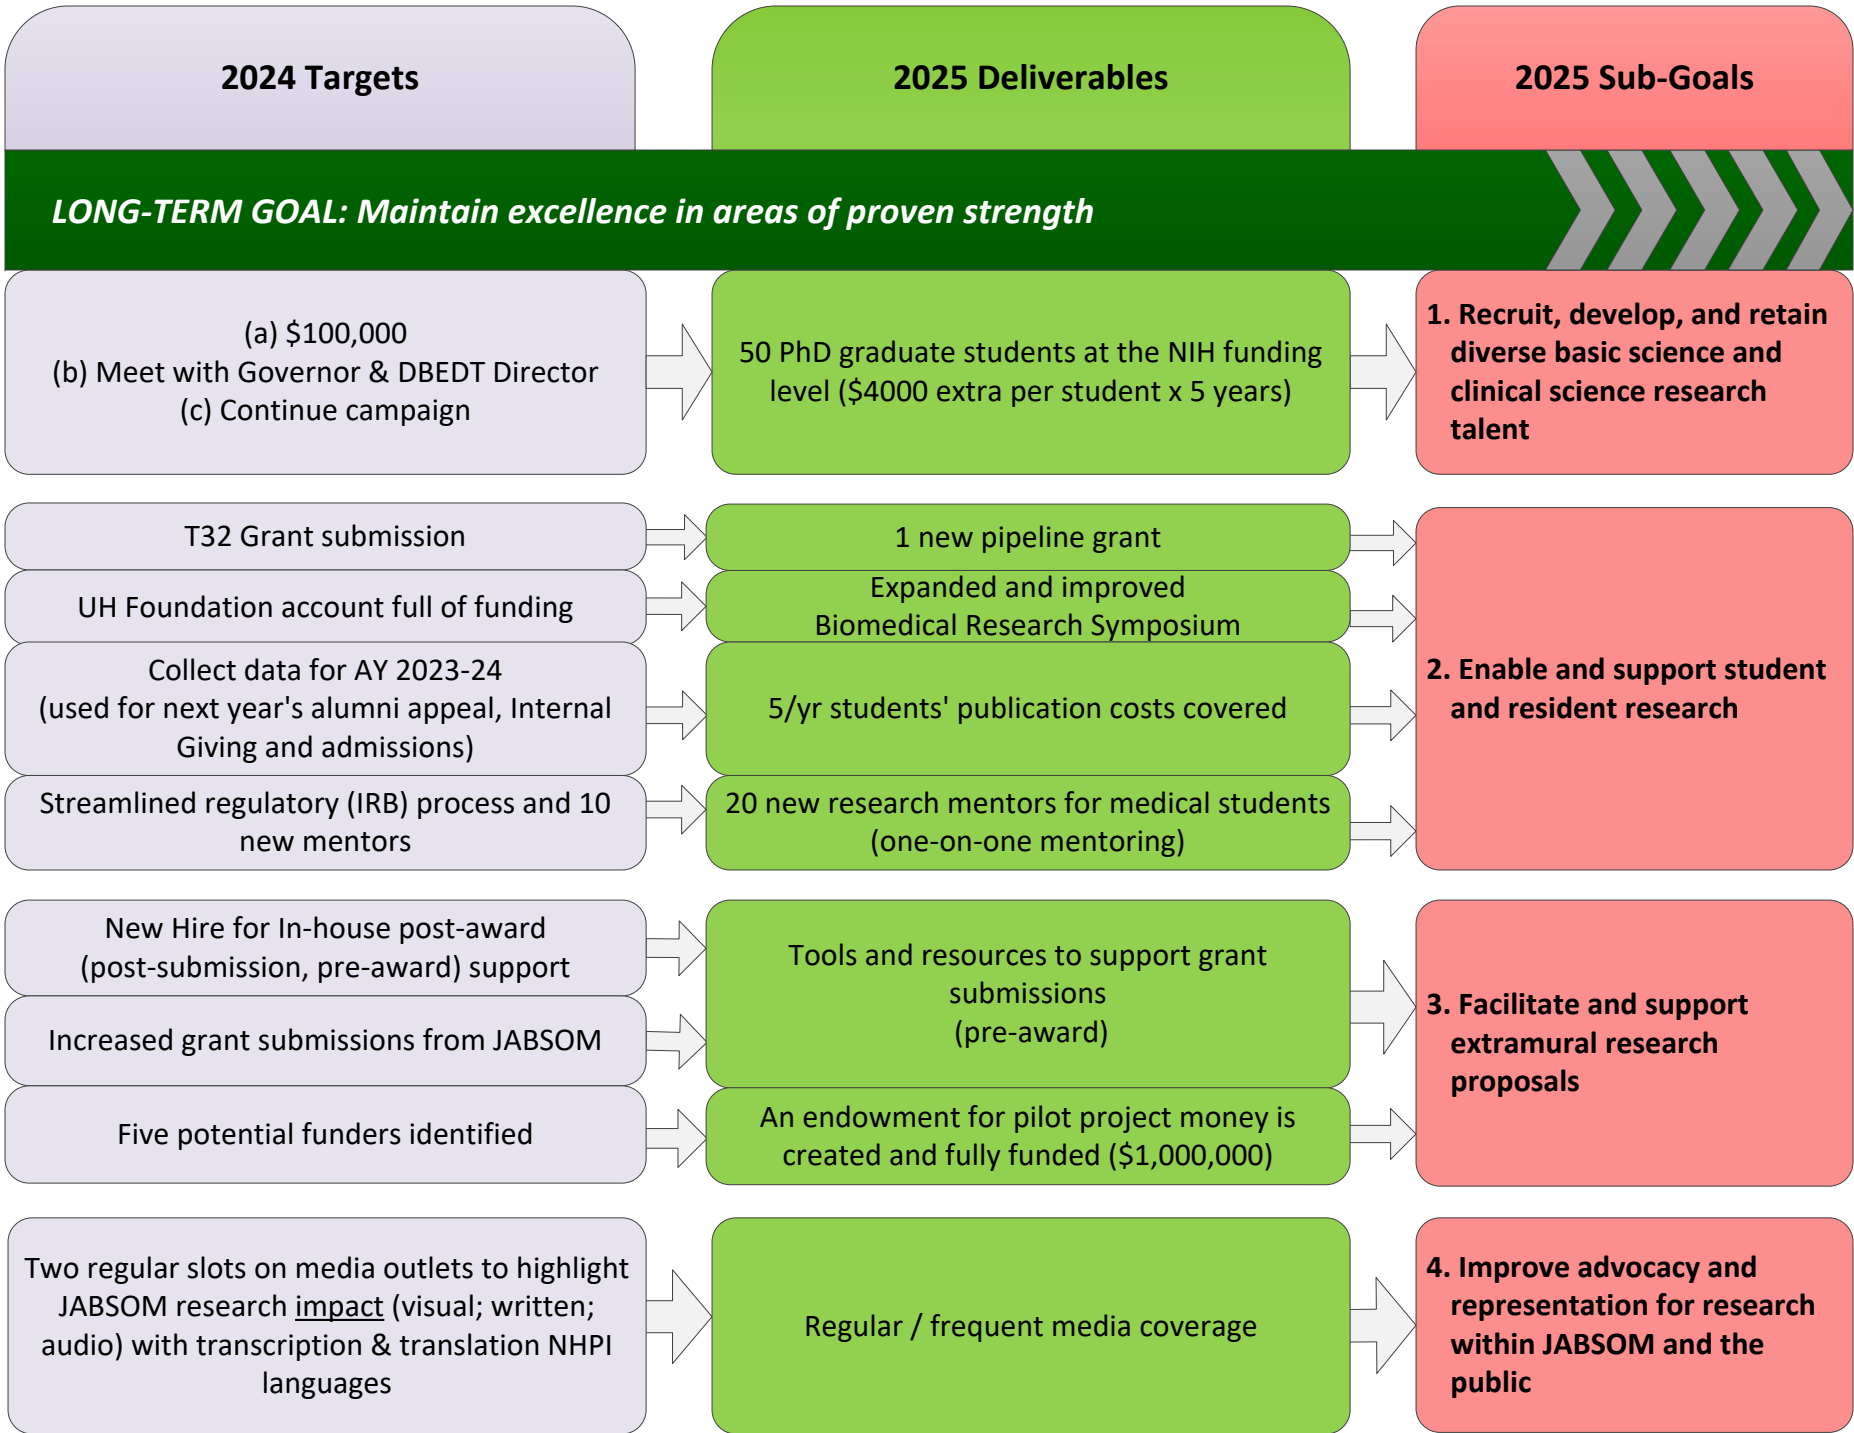 2024 Targets
2025 Deliverables
2025 Sub-Goals
LONG-TERM GOAL: Maintain excellence in areas of proven strength
(a) $100,000
(b) Meet with Governor & DBEDT Director
(c) Continue campaign
50 PhD graduate students at the NIH funding
level ($4000 extra per student x 5 years)
1. Recruit, develop, and retain
diverse basic science and
clinical science research
talent
T32 Grant submission
1 new pipeline grant
UH Foundation account full of funding
Expanded and improved
Biomedical Research Symposium
Collect data for AY 2023-24
(used for next year's alumni appeal, Internal
Giving and admissions)
5/yr students' publication costs covered
Streamlined regulatory (IRB) process and 10
new mentors
20 new research mentors for medical students
(one-on-one mentoring)
2. Enable and support student
and resident research
New Hire for In-house post-award
(post-submission, pre-award) support
Increased grant submissions from JABSOM
Tools and resources to support grant
submissions
(pre-award)
Five potential funders identified
An endowment for pilot project money is
created and fully funded ($1,000,000)
3. Facilitate and support
extramural research
proposals
Two regular slots on media outlets to highlight
JABSOM research impact (visual; written;
audio) with transcription & translation NHPI
languages
Regular / frequent media coverage
4. Improve advocacy and
representation for research
within JABSOM and the
public